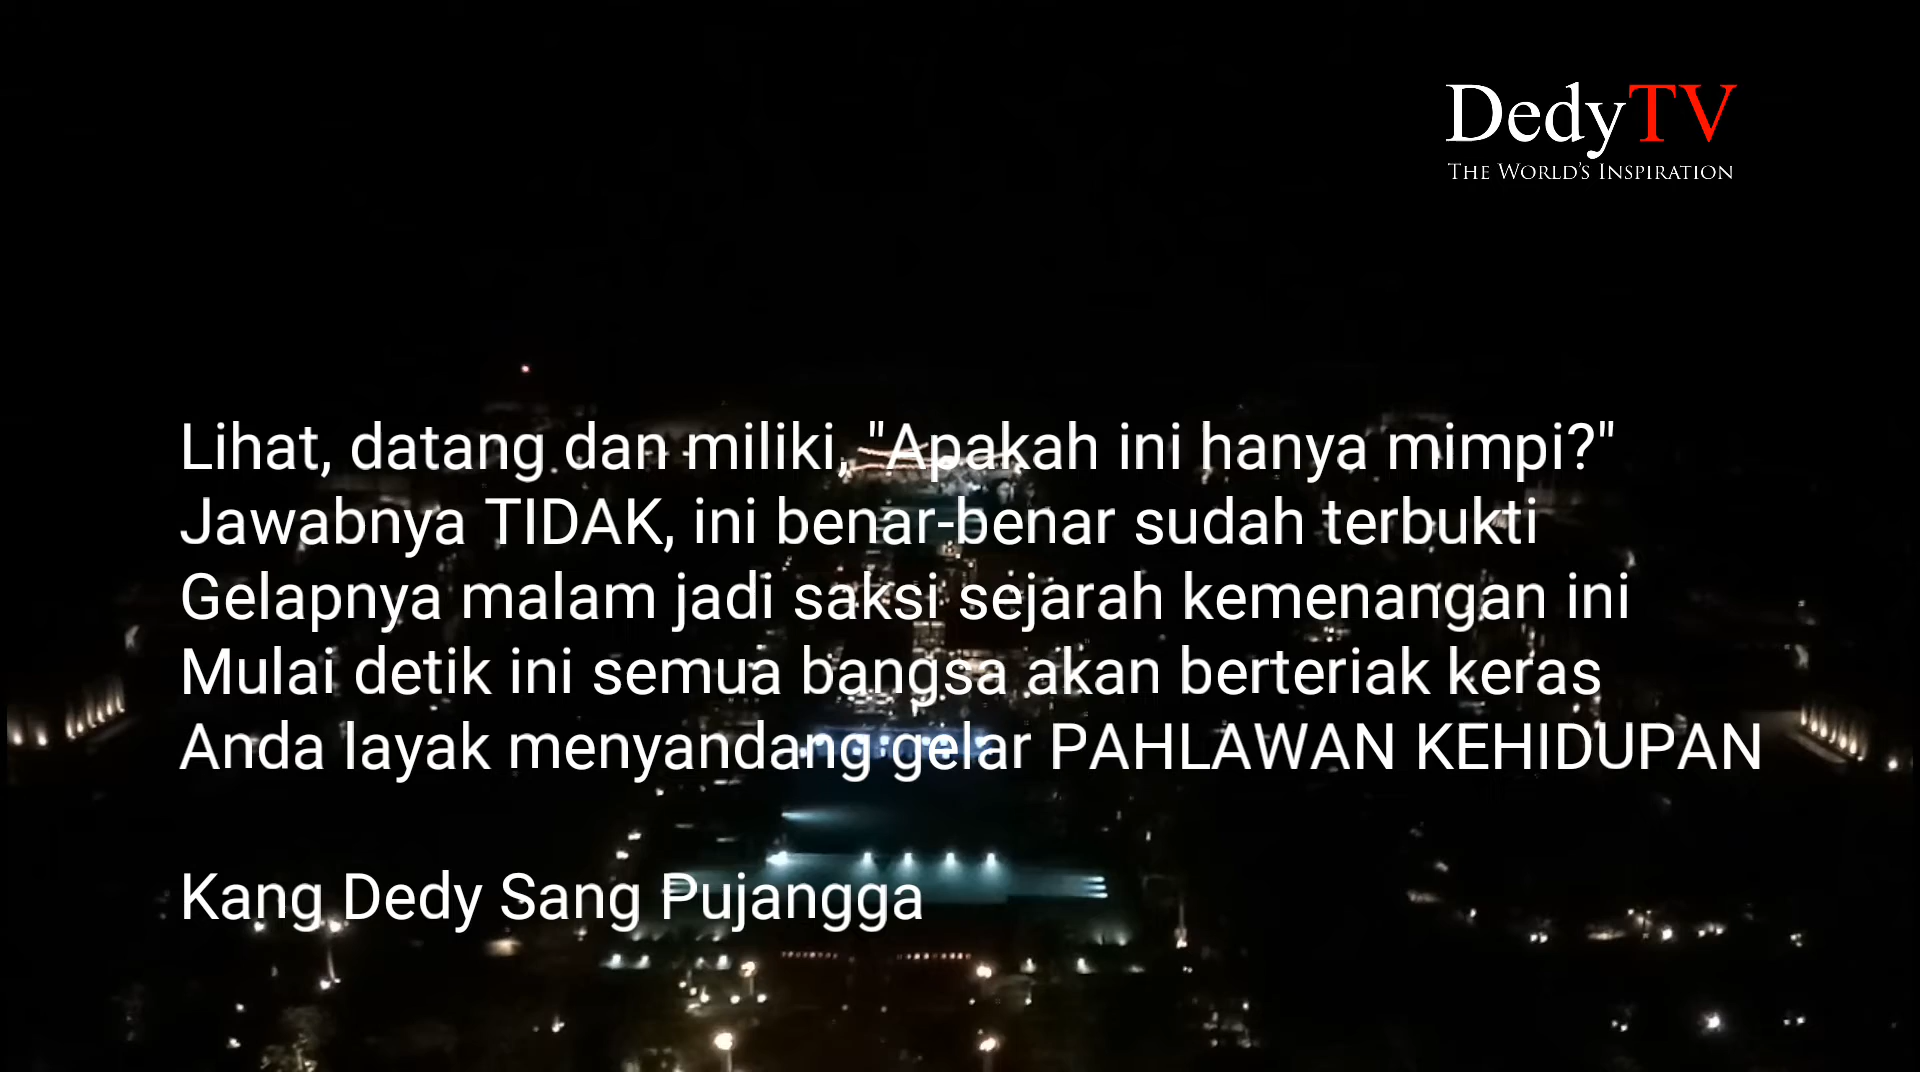 DedyTV
THE WORLD'S INSPIRATION
Lihat, datang dan miliki, "Apakah ini hanya mimpi?"
Jawabnya TIDAK, ini benar-benar sudah terbukti
Gelapnya malam jadi saksi sejarah kemenangan ini
Mulai detik ini semua bangsa akan berteriak keras
Anda layak menyandang gelar PAHLAWAN KEHIDUPAN
Kang Dedy Sang Pujangga